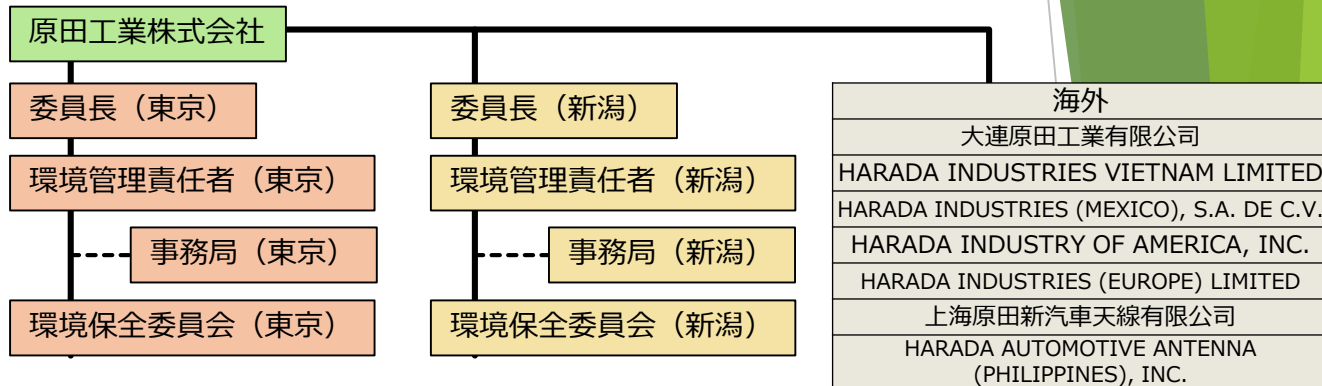 原田工業株式会社
委員長（東京）
環境管理責任者（東京）
事務局（東京）
環境保全委員会（東京）
委員長（新潟）
環境管理責任者（新潟）
事務局（新潟）
環境保全委員会（新潟）
海外
大連原田工業有限公司
HARADA INDUSTRIES VIETNAM LIMITED
HARADA INDUSTRIES (MEXICO), S.A. DE C.V.
HARADA INDUSTRY OF AMERICA, INC.
HARADA INDUSTRIES (EUROPE) LIMITED
上海原田新汽車天線有限公司
HARADA AUTOMOTIVE ANTENNA
(PHILIPPINES), INC.